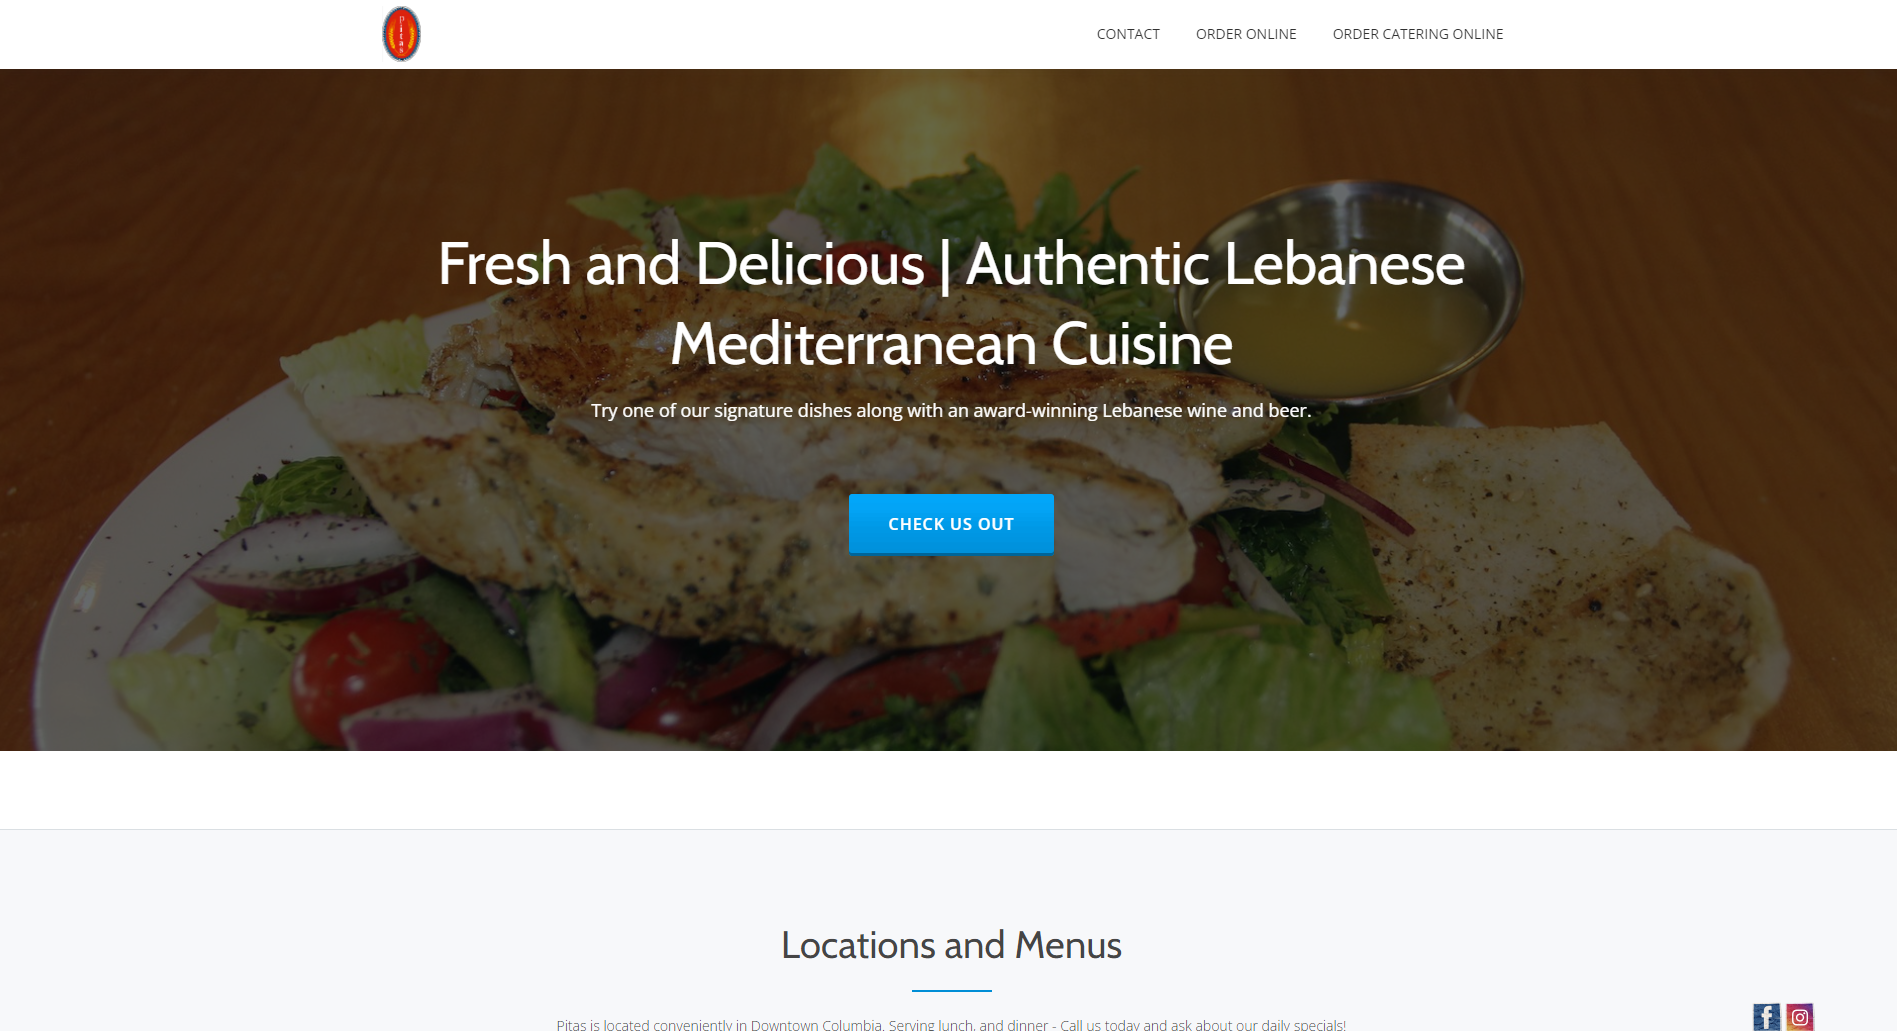 pitas
CONTACT
ORDER ONLINE
ORDER CATERING ONLINE
Fresh and Delicious | Authentic Lebanese
Mediterranean Cuisine
Try one of our signature dishes along with an award-winning Lebanese wine and beer.
CHECK US OUT
Locations and Menus
Pitas is located conveniently in Downtown Columbia. Serving lunch, and dinner - Call us today and ask about our daily specials!